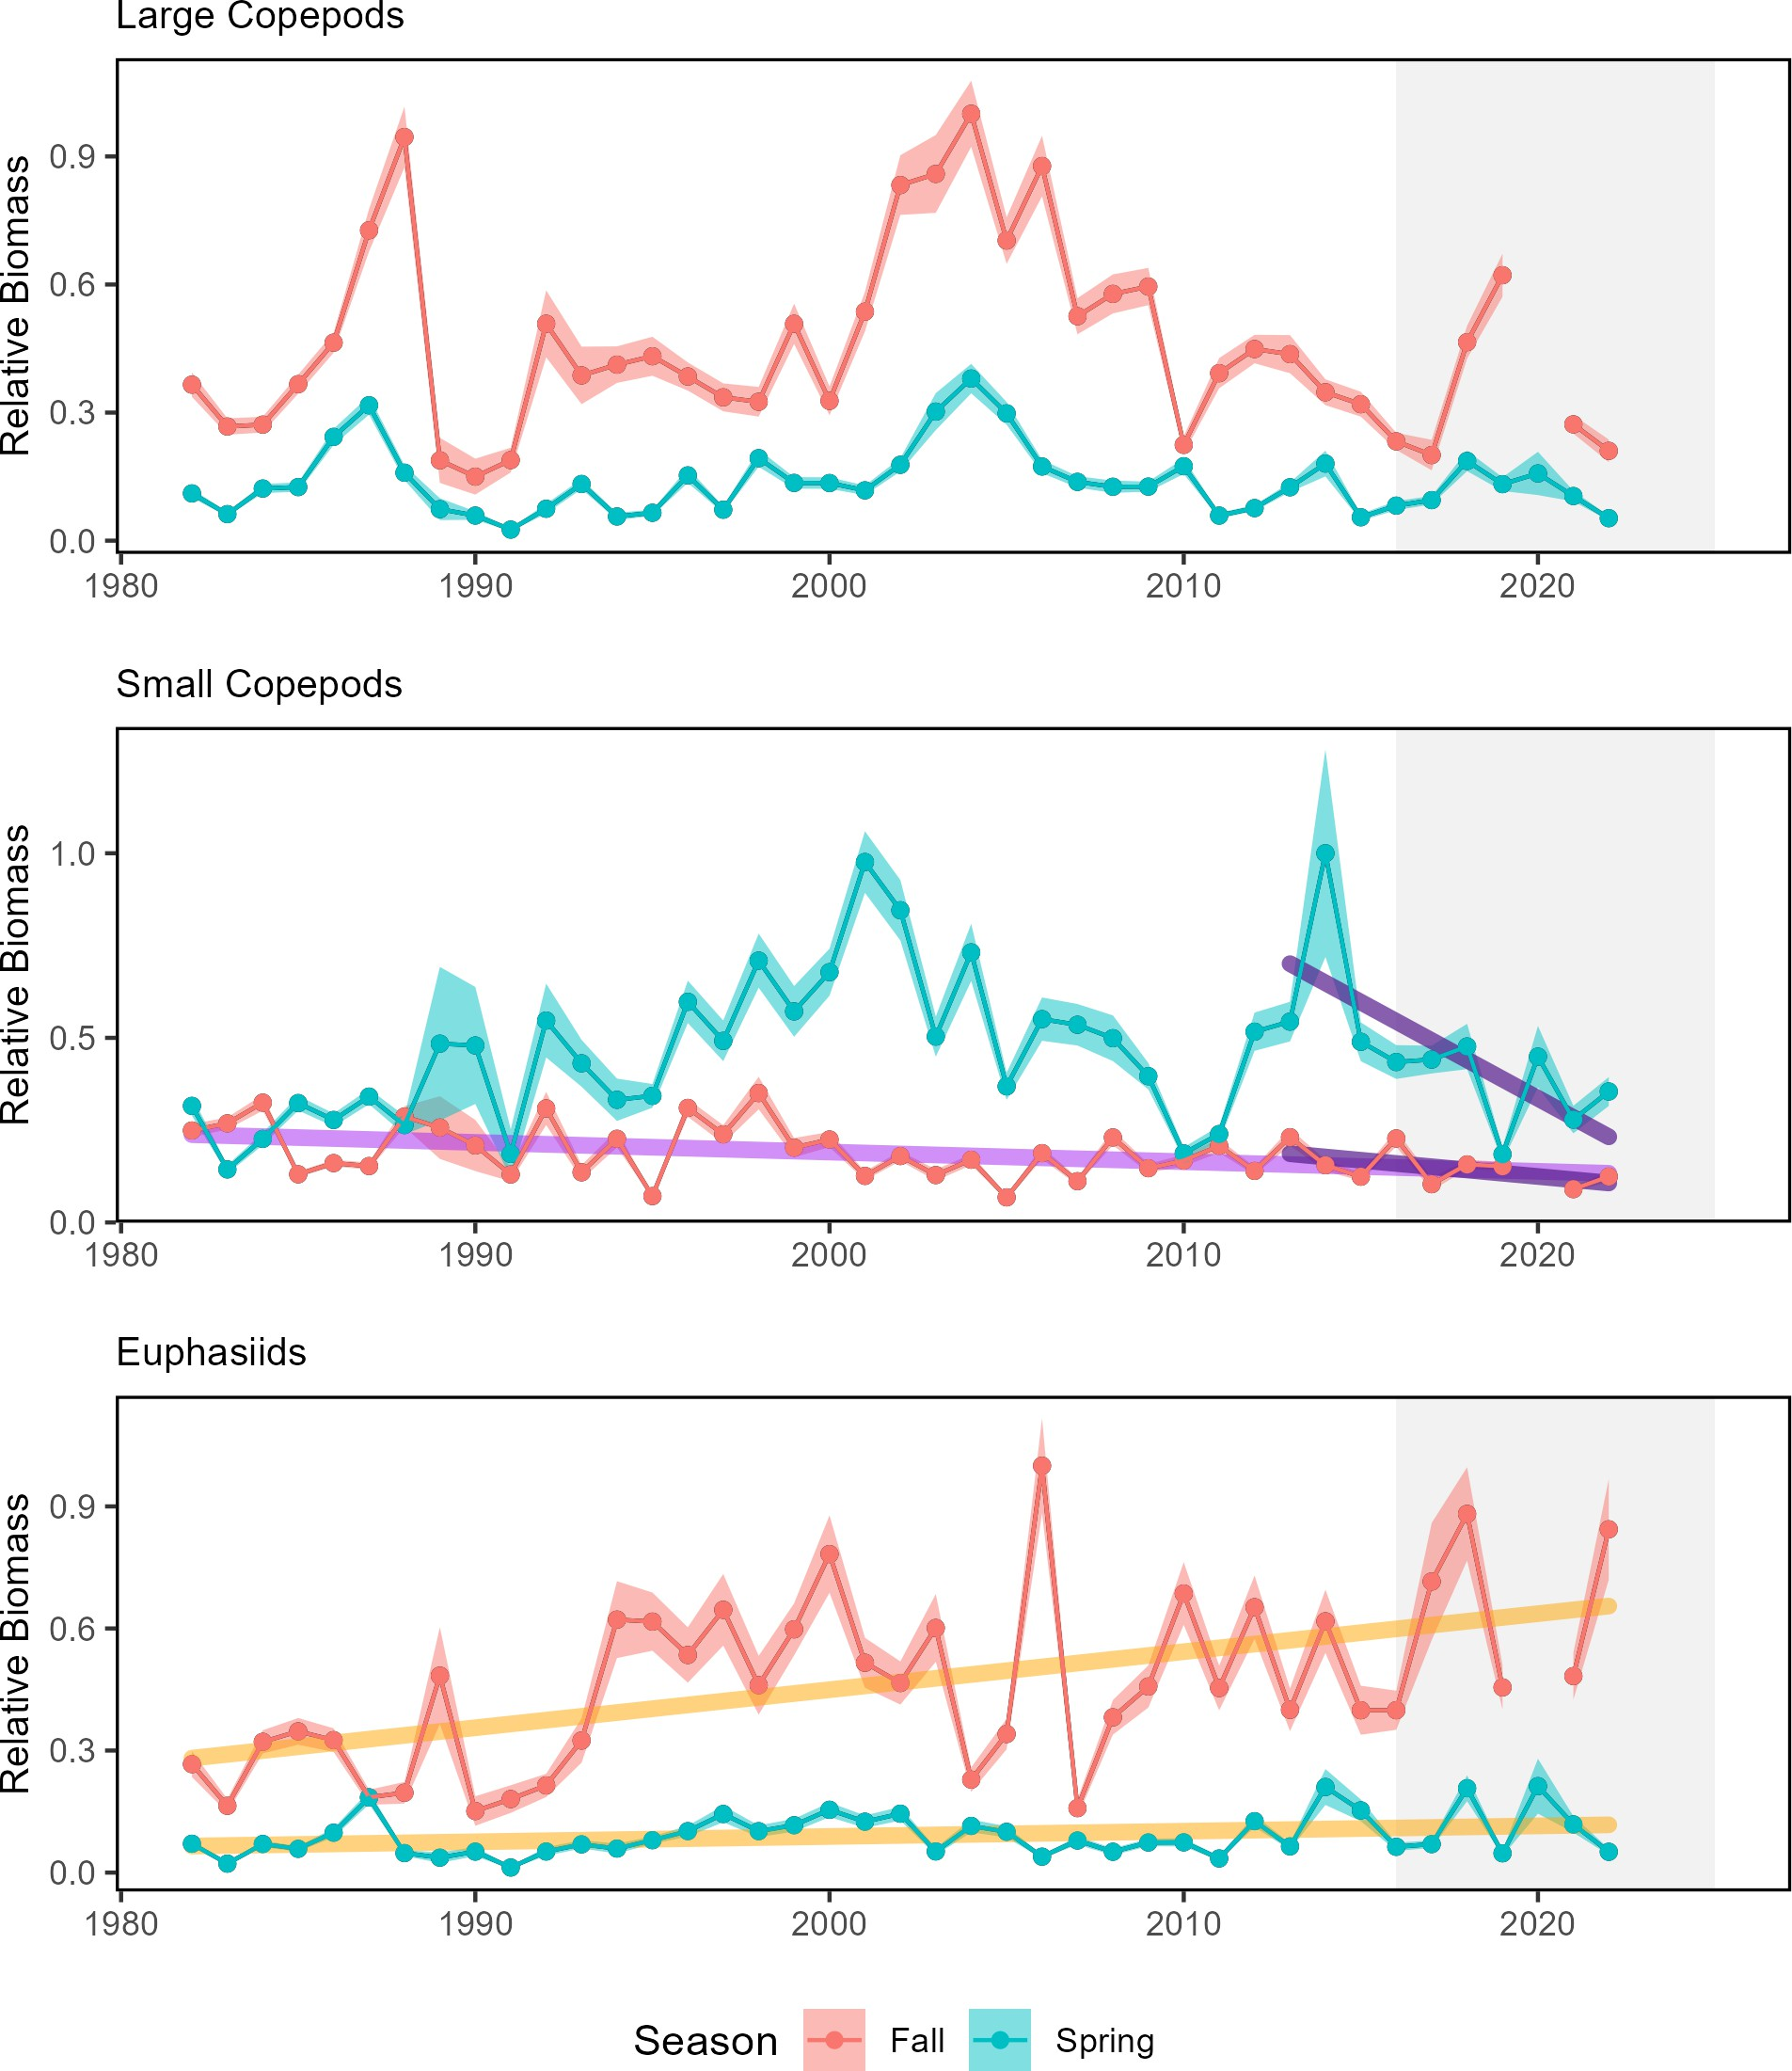 Large Copepods
Relative Biomass
0.9
0.6
0.3
0.0
1980 1990 2000 2010 2020
Small Copepods
Relative Biomass
1.0
0.5
0.0
1980 1990 2000 2010 2020
Euphasiids
Relative Biomass
0.9
0.6
0.3
0.0
1980 1990 2000 2010 2020
Season Fall Spring